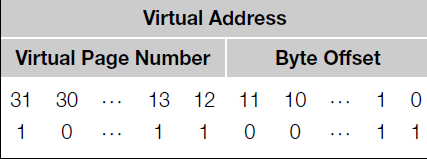 Virtual Address
Virtual Page Number Byte Offset
31 30 ... 13 12 11 10 ... 1 0
1 0 ... 1 1 0 0 ... 1 1